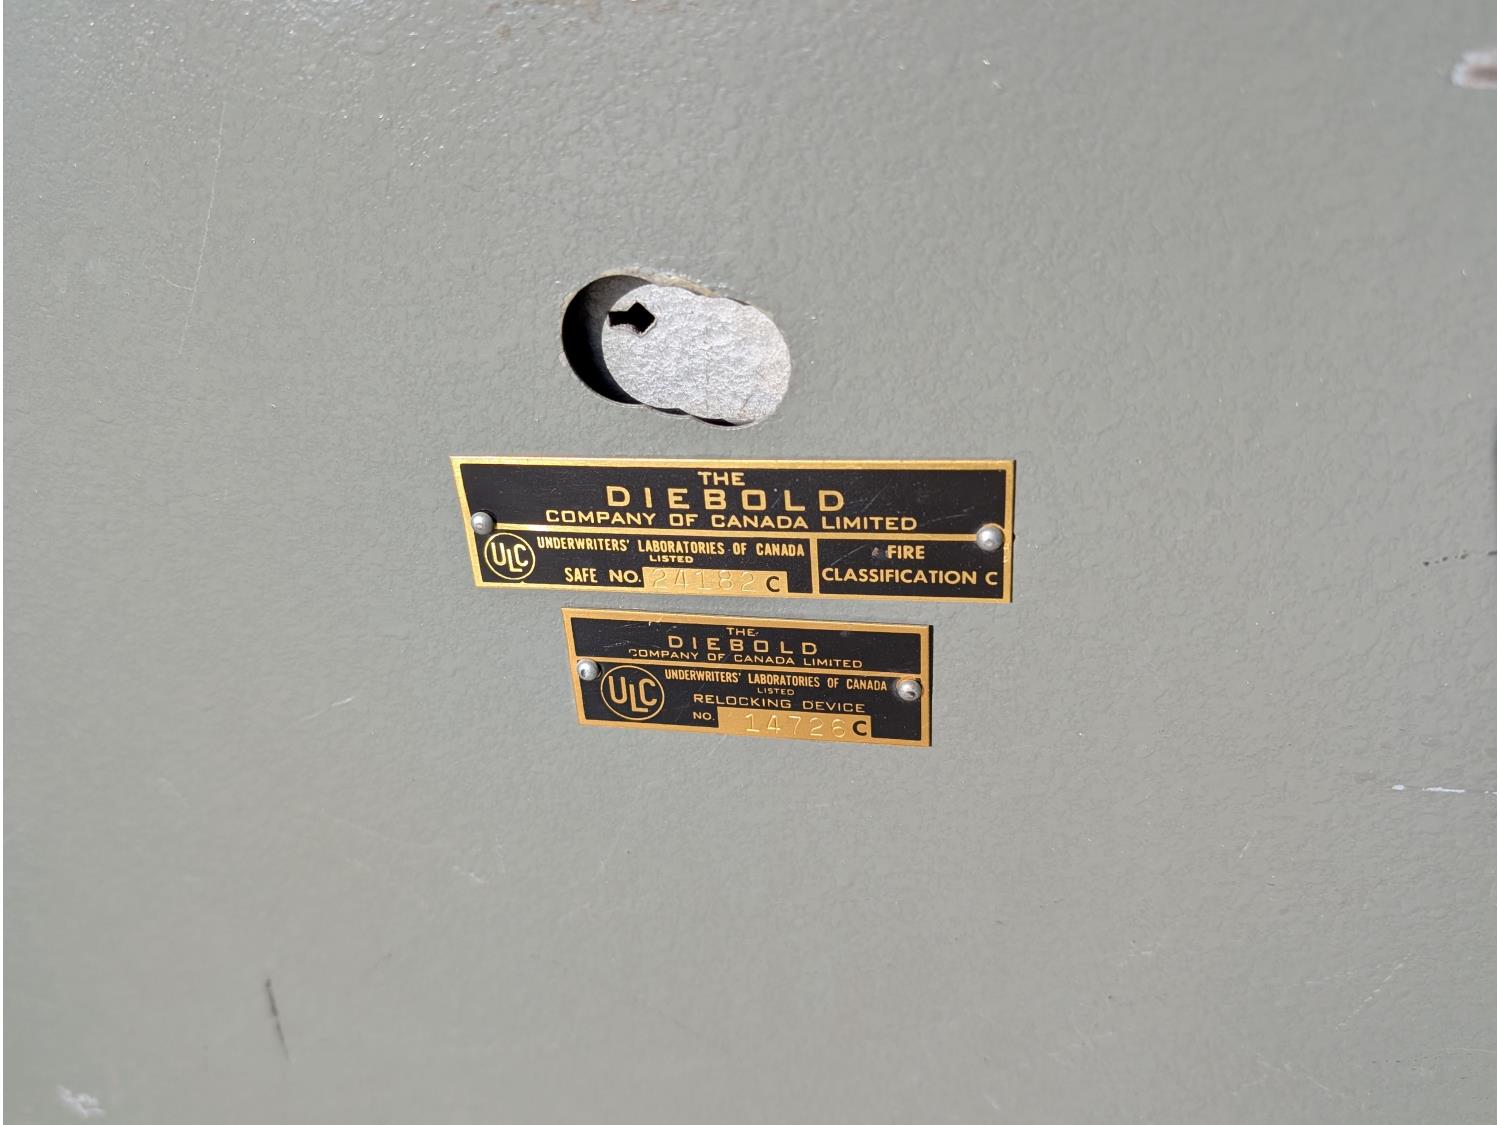 THE
DIEBOLD
COMPANY OF CANADA LIMITED
ULC
UNDERWRITERS' LABORATORIES OF CANADA
LISTED
SAFE NO. 24182 C
FIRE
CLASSIFICATION C
THE
DIEBOLD
COMPANY OF CANADA LIMITED
ULC
UNDERWRITERS' LABORATORIES OF CANADA
LISTED
RELOCKING DEVICE
NO. 14726 C